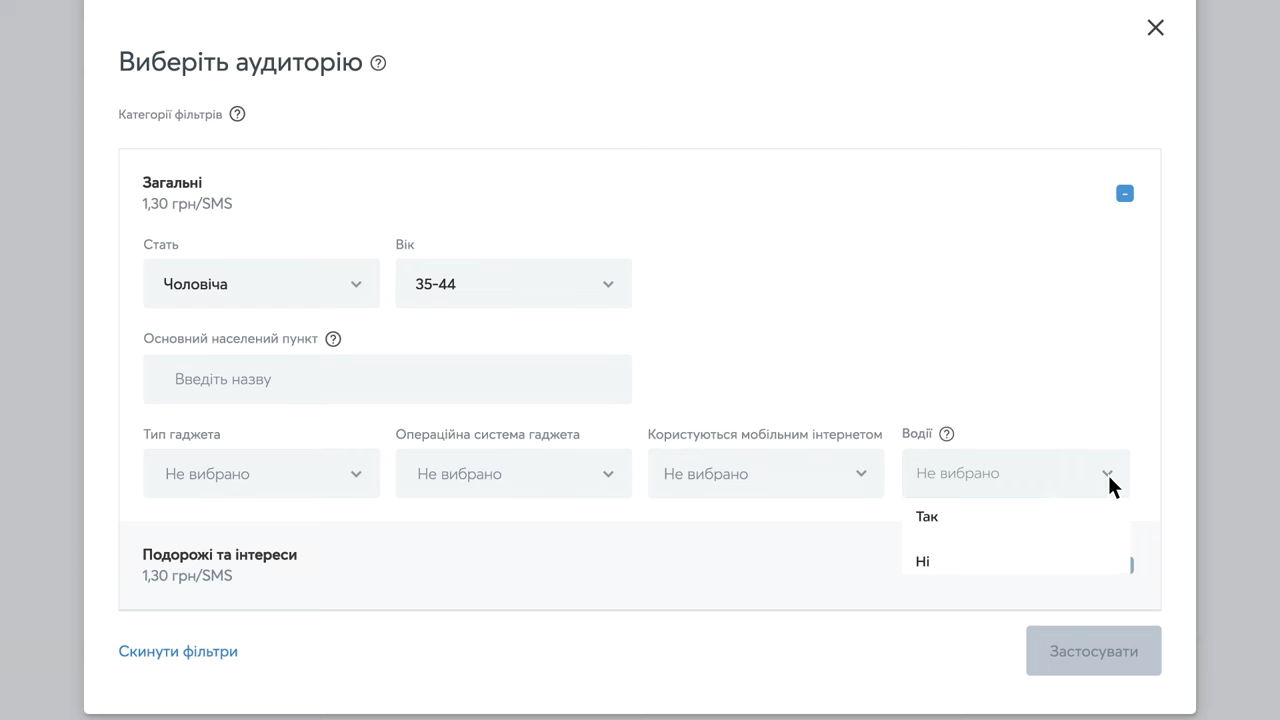 Виберіть аудиторію
Категорії фільтрів
Загальні
1,30 грн/SMS
Стать
Вік
Чоловіча
35-44
Основний населений пункт
Введіть назву
Тип гаджета
Операційна система гаджета
Користуються мобільним інтернетом
Водії
Не вибрано
Не вибрано
Не вибрано
Не вибрано
Так
Ні
Подорожі та інтереси
1,30 грн/SMS
Скинути фільтри
Застосувати